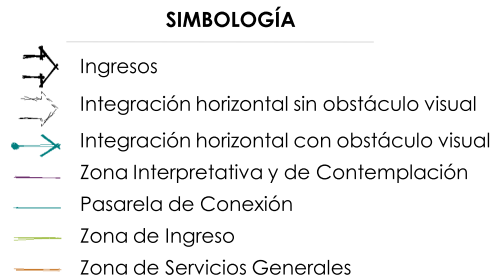 SIMBOLOGÍA
Ingresos
Integración horizontal sin obstáculo visual
Integración horizontal con obstáculo visual
Zona Interpretativa y de Contemplación
Pasarela de Conexión
Zona de Ingreso
Zona de Servicios Generales